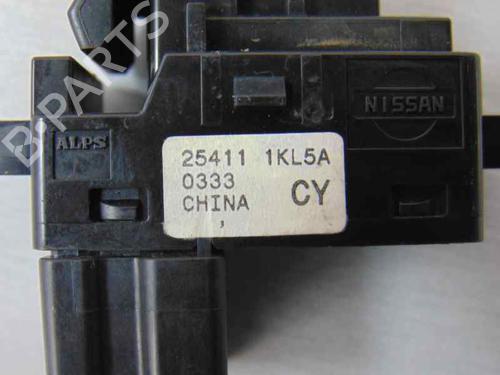 B-PARTS
ALPS
NISSAN
25411 1KL5A
0333
CHINA CY
,